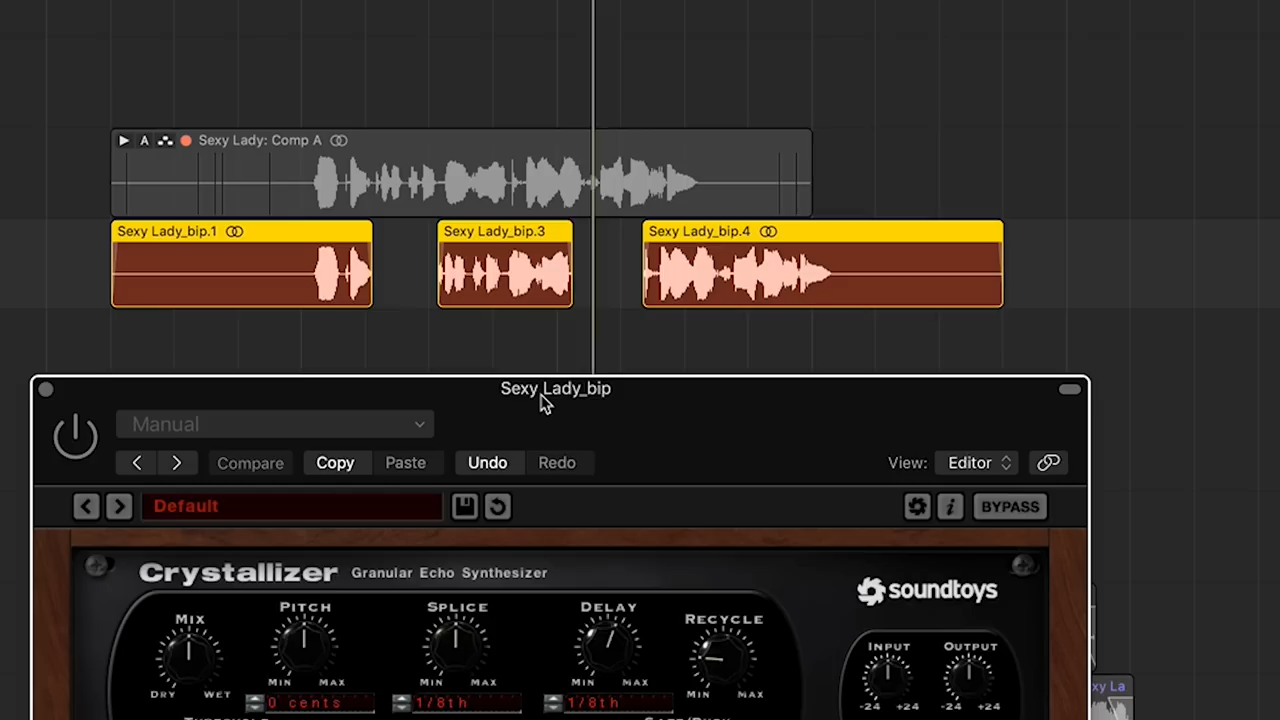 A Sexy Lady: Comp A
Sexy Lady_bip.1 Sexy Lady_bip.3 Sexy Lady_bip.4
Sexy Lady_bip
Manual
Compare Copy Paste Undo Redo View: Editor
Default BYPASS
Crystallizer Granular Echo Synthesizer
soundtoys
MIX PITCH SPLICE DELAY RECYCLE
INPUT OUTPUT
DRY WET MIN MAX MIN MAX MIN MAX MIN MAX
0 cents 1/8th 1/8th
-24 +24 -24 +24
xy La